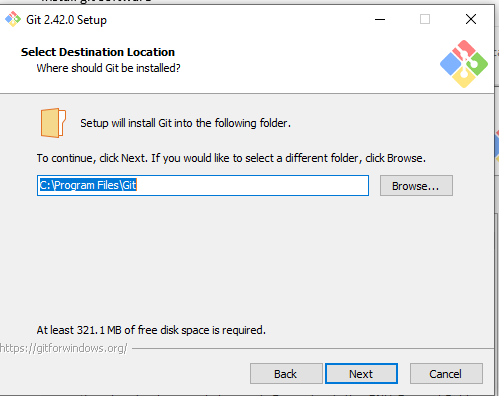 Git 2.42.0 Setup
Select Destination Location
Where should Git be installed?
Setup will install Git into the following folder.
To continue, click Next. If you would like to select a different folder, click Browse.
C:\Program Files\Git
Browse...
At least 321.1 MB of free disk space is required.
https://gitforwindows.org/
Back
Next
Cancel